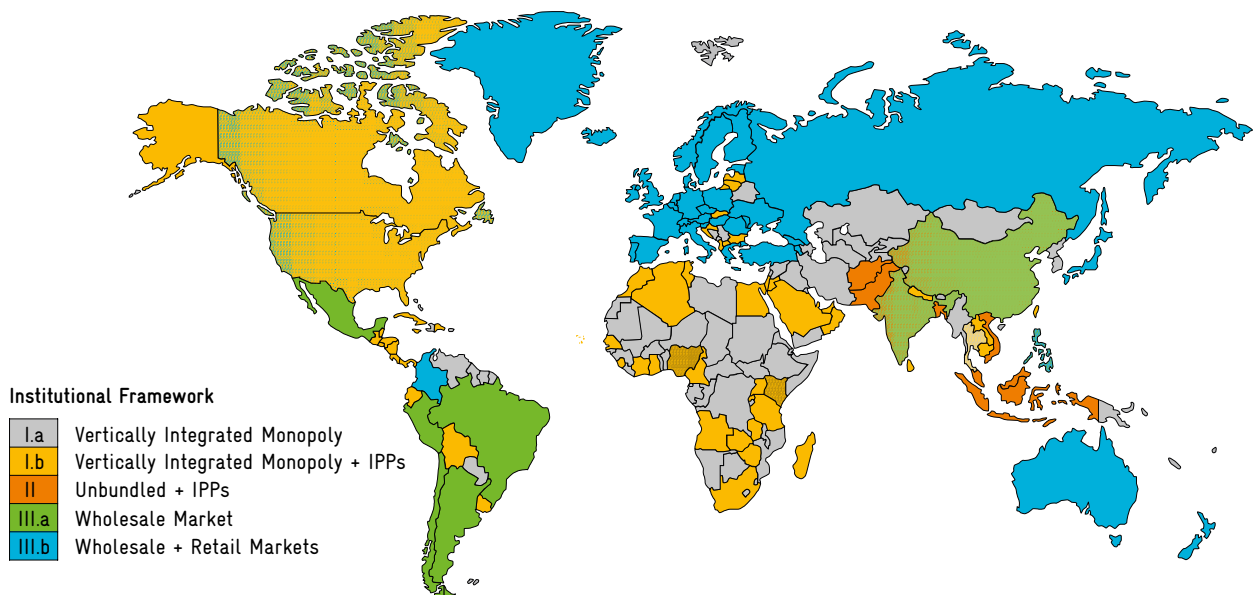 Institutional Framework
I.a Vertically Integrated Monopoly
I.b Vertically Integrated Monopoly + IPPs
II Unbundled + IPPs
III.a Wholesale Market
III.b Wholesale + Retail Markets